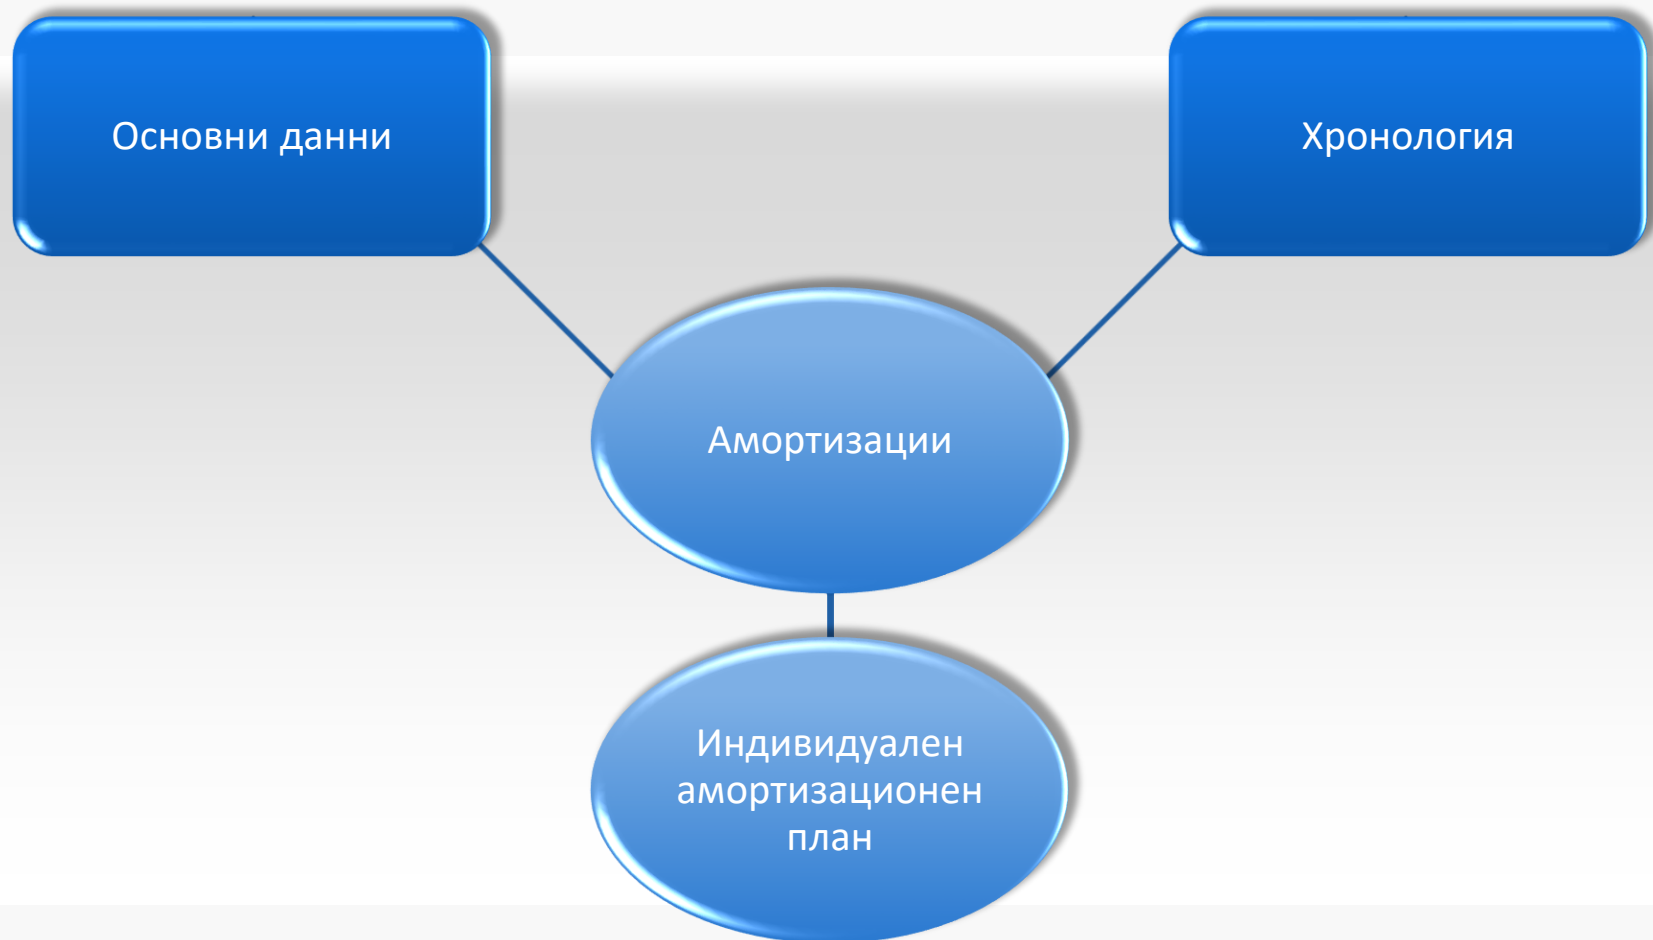 Основни данни
Хронология
Амортизации
Индивидуален
амортизационен
план